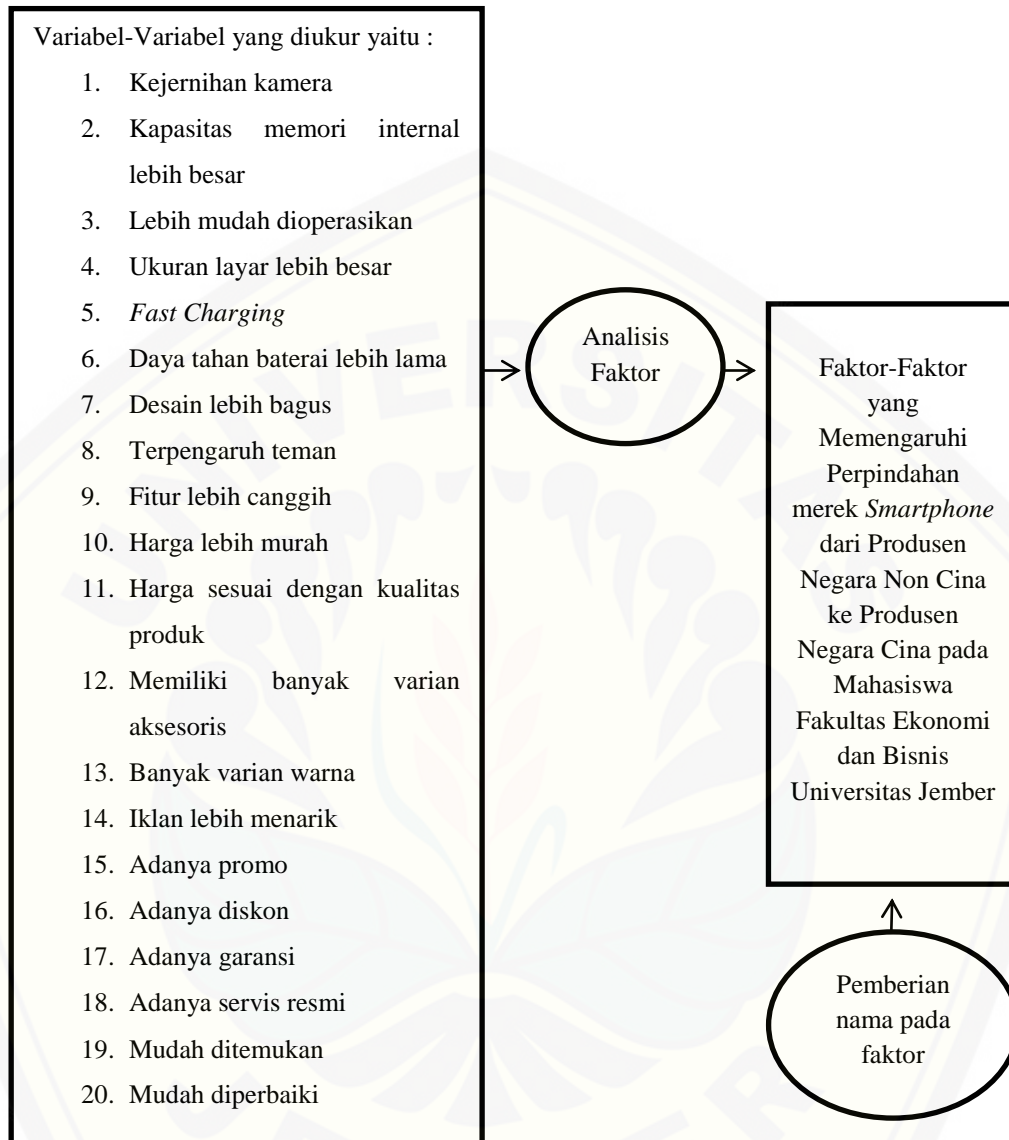 Variabel-Variabel yang diukur yaitu :
1. Kejernihan kamera
2. Kapasitas memori internal
lebih besar
3. Lebih mudah dioperasikan
4. Ukuran layar lebih besar
5. Fast Charging
6. Daya tahan baterai lebih lama
7. Desain lebih bagus
8. Terpengaruh teman
9. Fitur lebih canggih
10. Harga lebih murah
11. Harga sesuai dengan kualitas
produk
12. Memiliki banyak varian
aksesoris
13. Banyak varian warna
14. Iklan lebih menarik
15. Adanya promo
16. Adanya diskon
17. Adanya garansi
18. Adanya servis resmi
19. Mudah ditemukan
20. Mudah diperbaiki
Analisis
Faktor
Faktor-Faktor
yang
Memengaruhi
Perpindahan
merek Smartphone
dari Produsen
Negara Non Cina
ke Produsen
Negara Cina pada
Mahasiswa
Fakultas Ekonomi
dan Bisnis
Universitas Jember
Pemberian
nama pada
faktor
UNIVERSITAS